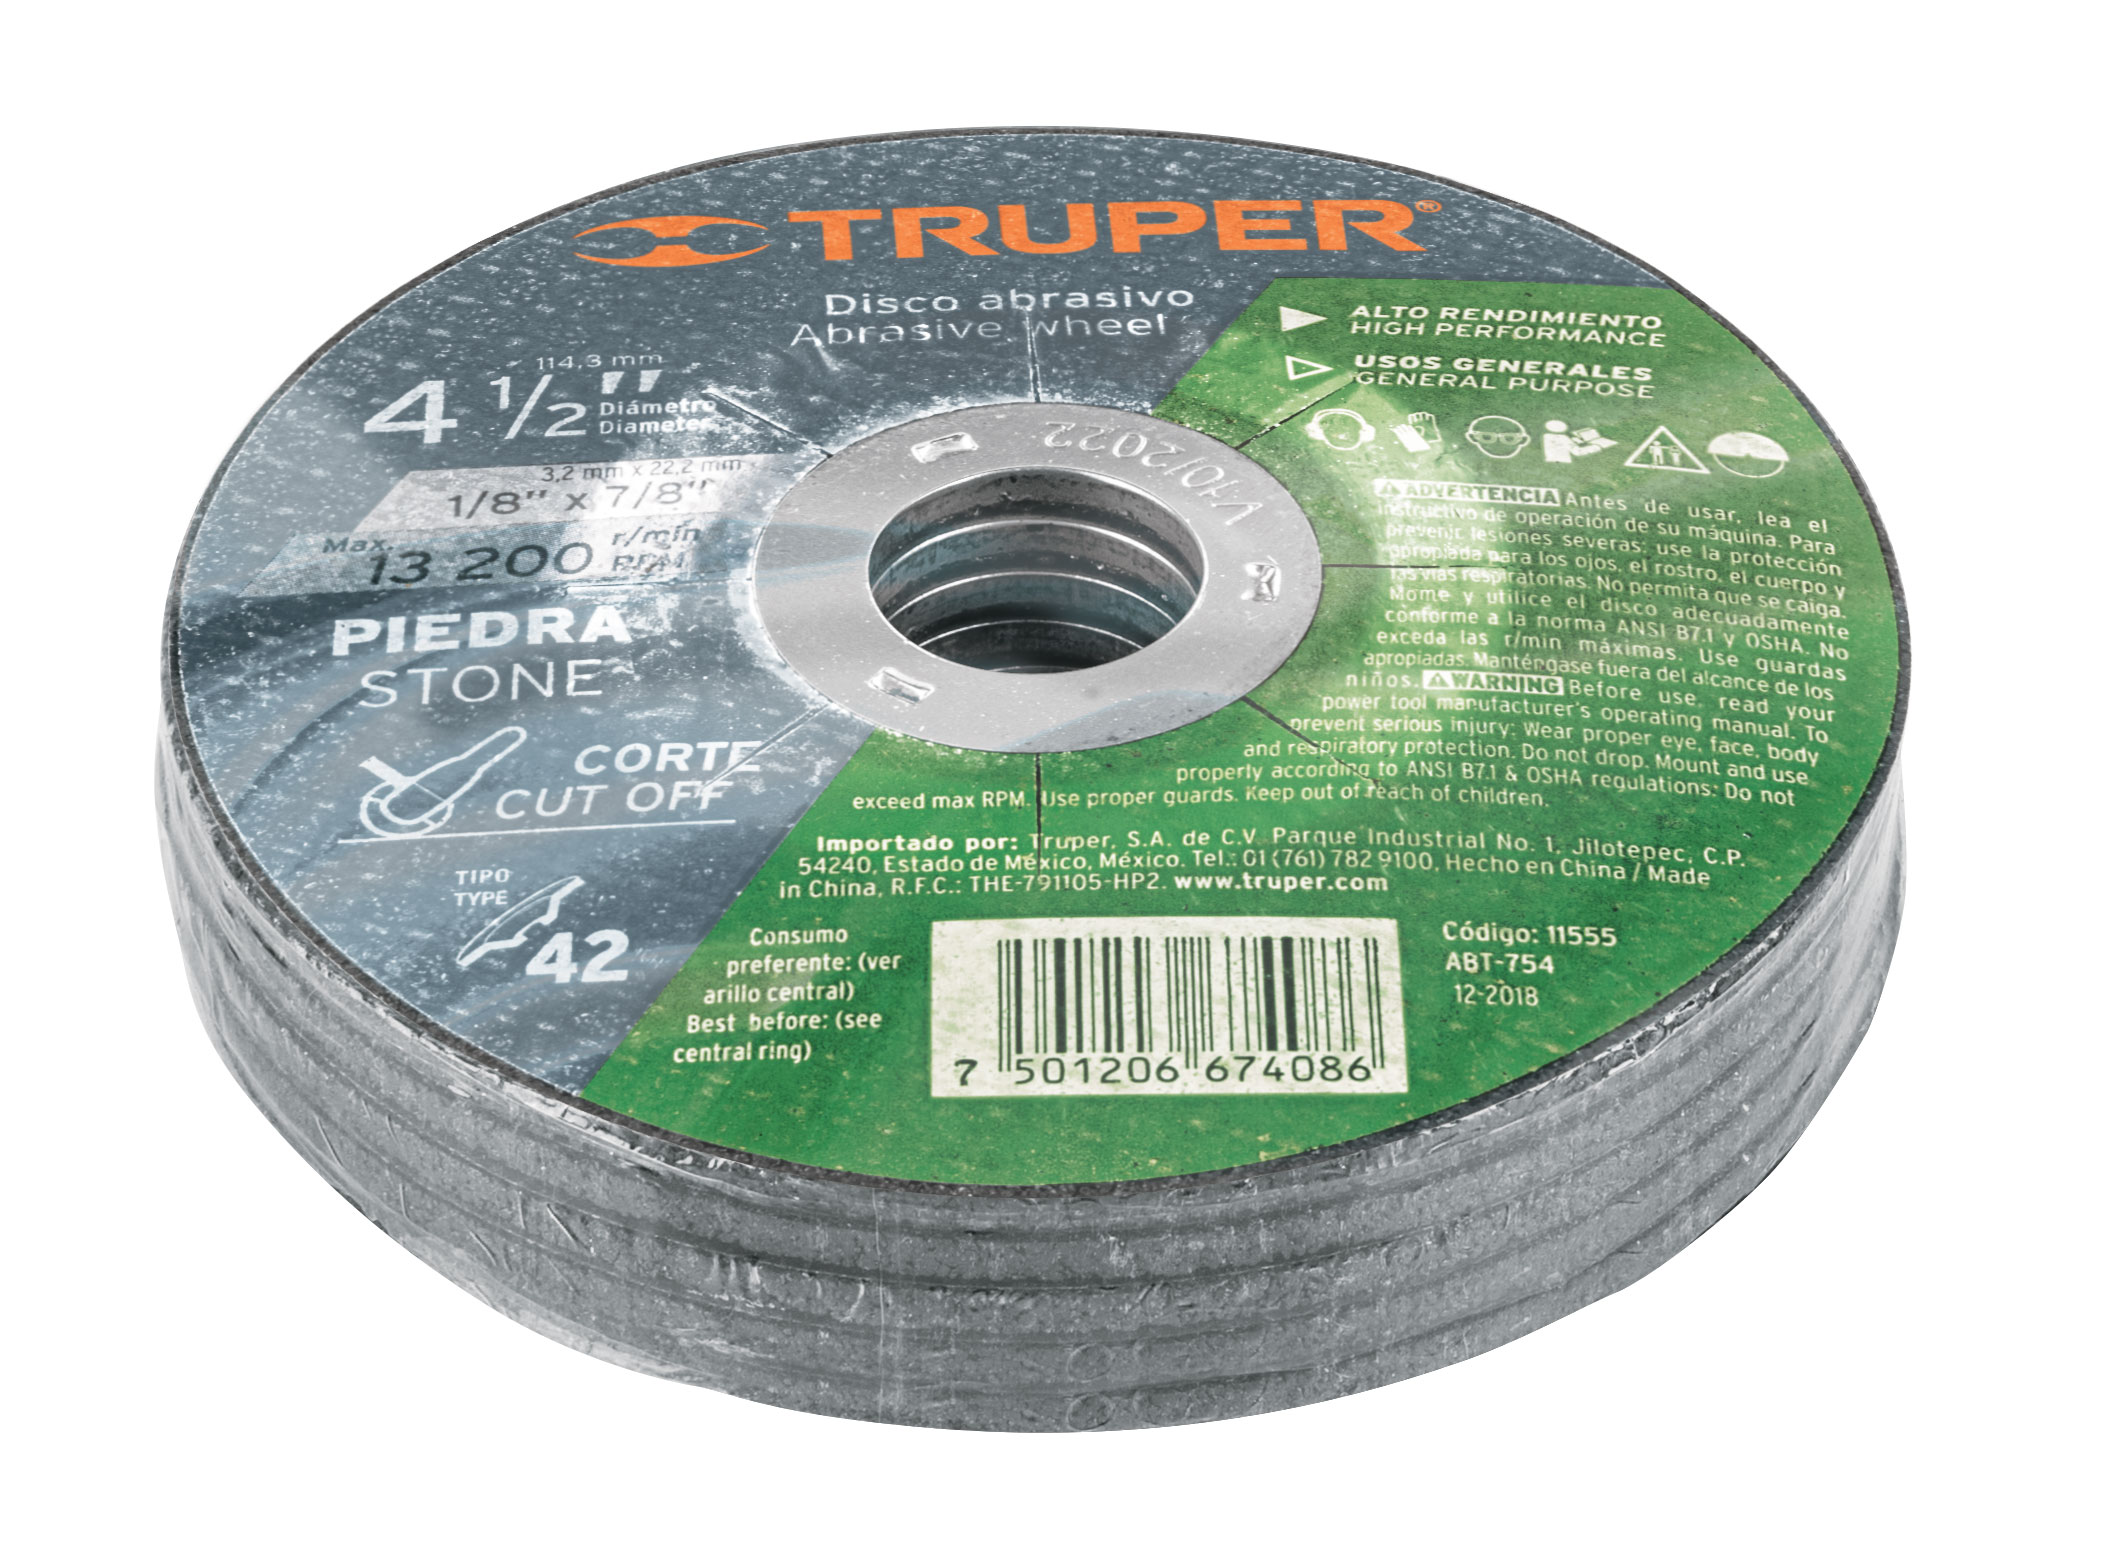 TRUPER®
Disco abrasivo
Abrasive wheel
114,3 mm
4 1/2"
Diámetro
Diameter
3,2 mm x 22,2 mm
1/8" x 7/8"
Max.
13 200
r/min
RPM
PIEDRA
STONE
CORTE
CUT OFF
TIPO
TYPE
42
V10/2022
ALTO RENDIMIENTO
HIGH PERFORMANCE
USOS GENERALES
GENERAL PURPOSE
ADVERTENCIA Antes de usar, lea el
instructivo de operación de su máquina. Para
prevenir lesiones severas, use la protección
apropiada para los ojos, el rostro, el cuerpo y
las vías respiratorias. No permita que se caiga.
Mome y utilice el disco adecuadamente
conforme a la norma ANSI B7.1 y OSHA. No
exceda las r/min máximas. Use guardas
apropiadas. Manténgase fuera del alcance de los
niños. WARNING Before use, read your
power tool manufacturer's operating manual. To
prevent serious injury: Wear proper eye, face, body
and respiratory protection. Do not drop. Mount and use
properly according to ANSI B7.1 & OSHA regulations: Do not
exceed max RPM. Use proper guards. Keep out of reach of children.
Importado por: Truper, S.A. de C.V. Parque Industrial No. 1, Jilotepec, C.P.
54240, Estado de México, México. Tel.: 01 (761) 782 9100, Hecho en China / Made
in China, R.F.C.: THE-791105-HP2. www.truper.com
Consumo
preferente: (ver
arillo central)
Best before: (see
central ring)
7 501206 674086
Código: 11555
ABT-754
12-2018